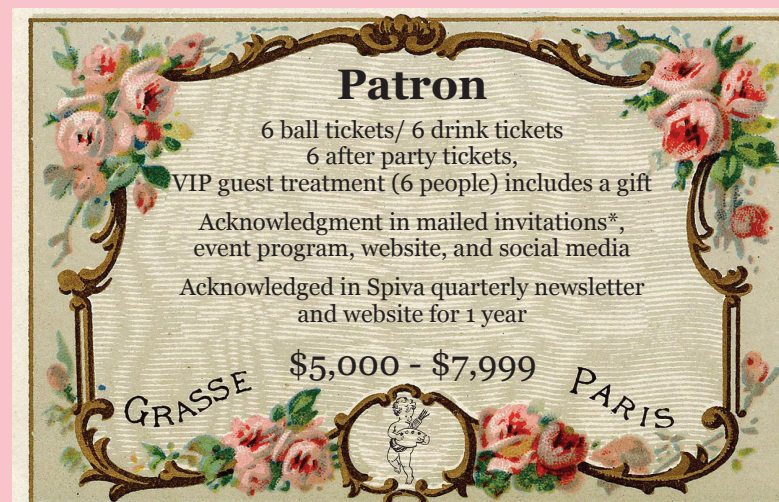 Patron
6 ball tickets/ 6 drink tickets
6 after party tickets,
VIP guest treatment (6 people) includes a gift
Acknowledgment in mailed invitations*,
event program, website, and social media
Acknowledged in Spiva quarterly newsletter
and website for 1 year
$5,000 - $7,999
GRASSE
PARIS